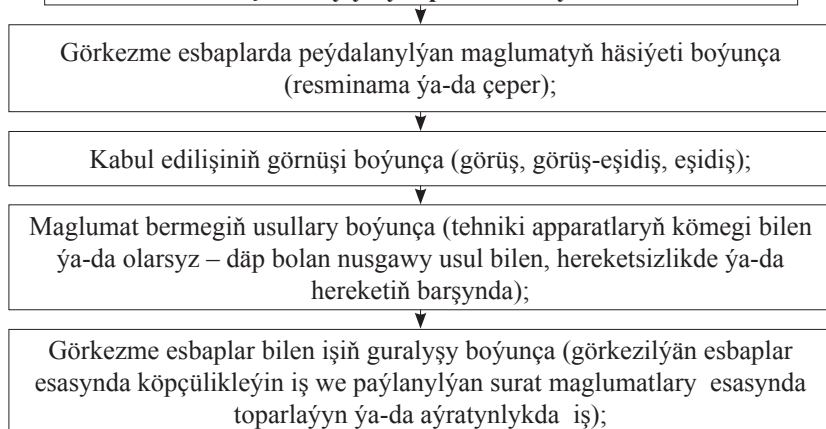 Görkezme esbaplarda peýdalanylýan maglumatyň häsiýeti boýunça
(resminama ýa-da çeper);
Kabul edilişiniň görnüşi boýunça (görüş, görüş-eşidiş, eşidiş);
Maglumat bermegiň usullary boýunça (tehniki apparatlaryň kömegi bilen
ýa-da olarsyz – däp bolan nusgawy usul bilen, hereketsizlikde ýa-da
hereketiň barşynda);
Görkezme esbaplar bilen işiň guralyşy boýunça (görkezilýän esbaplar
esasynda köpçülikleýin iş we paýlanylýan surat maglumatlary esasynda
toparlaýyn ýa-da aýratynlykda iş);